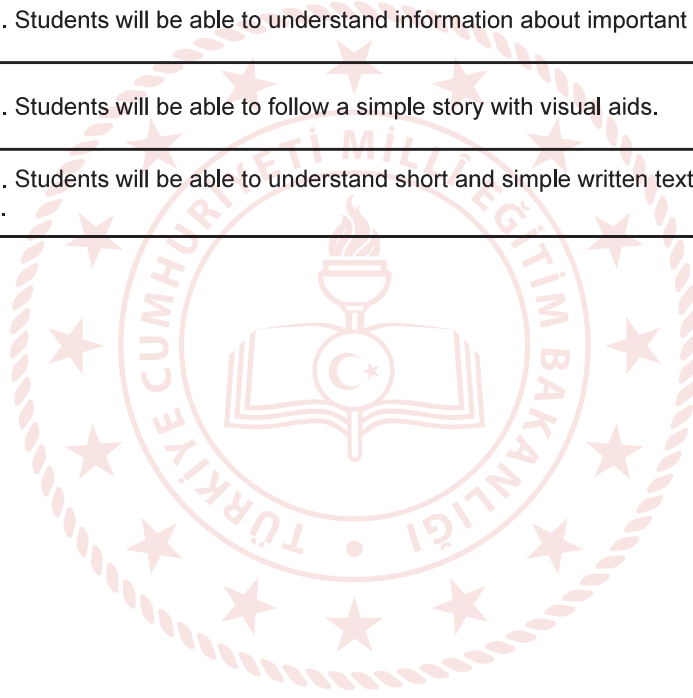 . Students will be able to understand information about important
. Students will be able to follow a simple story with visual aids.
. Students will be able to understand short and simple written text
.
TÜRKİYE CUMHURİYETİ MİLLÎ EĞİTİM BAKANLIĞI